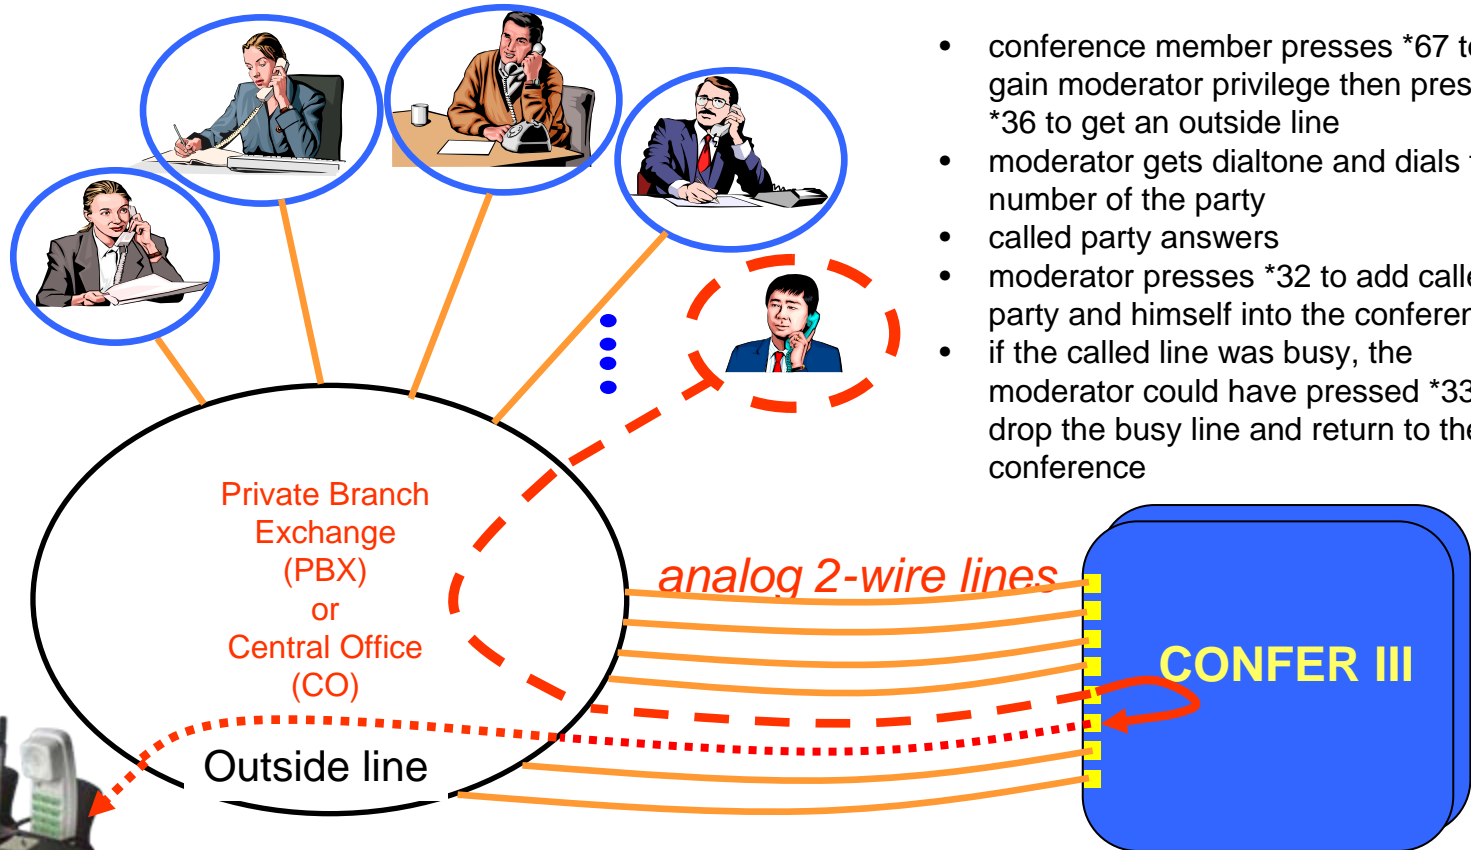 • conference member presses *67 to
gain moderator privilege then pres
*36 to get an outside line
• moderator gets dialtone and dials
number of the party
• called party answers
• moderator presses *32 to add calle
party and himself into the conferen
• if the called line was busy, the
moderator could have pressed *33
drop the busy line and return to the
conference
Private Branch
Exchange
(PBX)
or
Central Office
(CO)
analog 2-wire lines
CONFER III
Outside line